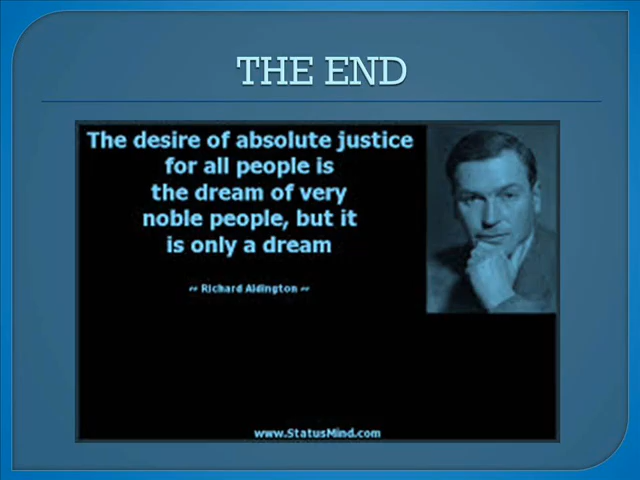 THE END
The desire of absolute justice
for all people is
the dream of very
noble people, but it
is only a dream
~ Richard Aldington ~
www.StatusMind.com